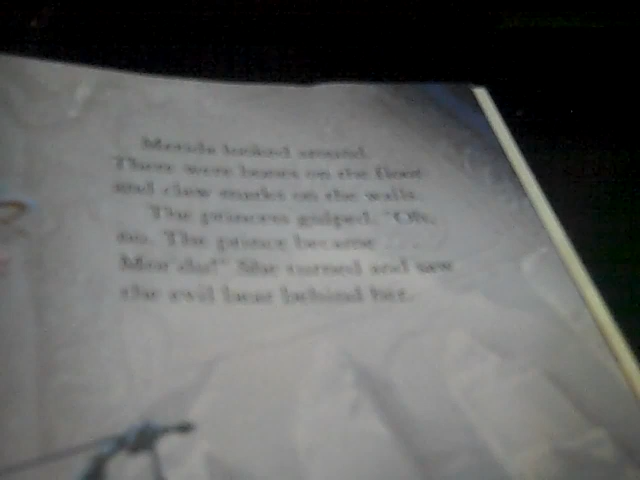 Merida looked around.
There were bones on the floor
and claw marks on the walls.
The princess gulped. "Oh,
no. The prince became . . .
Mor'du!" She turned and saw
the evil bear behind her.